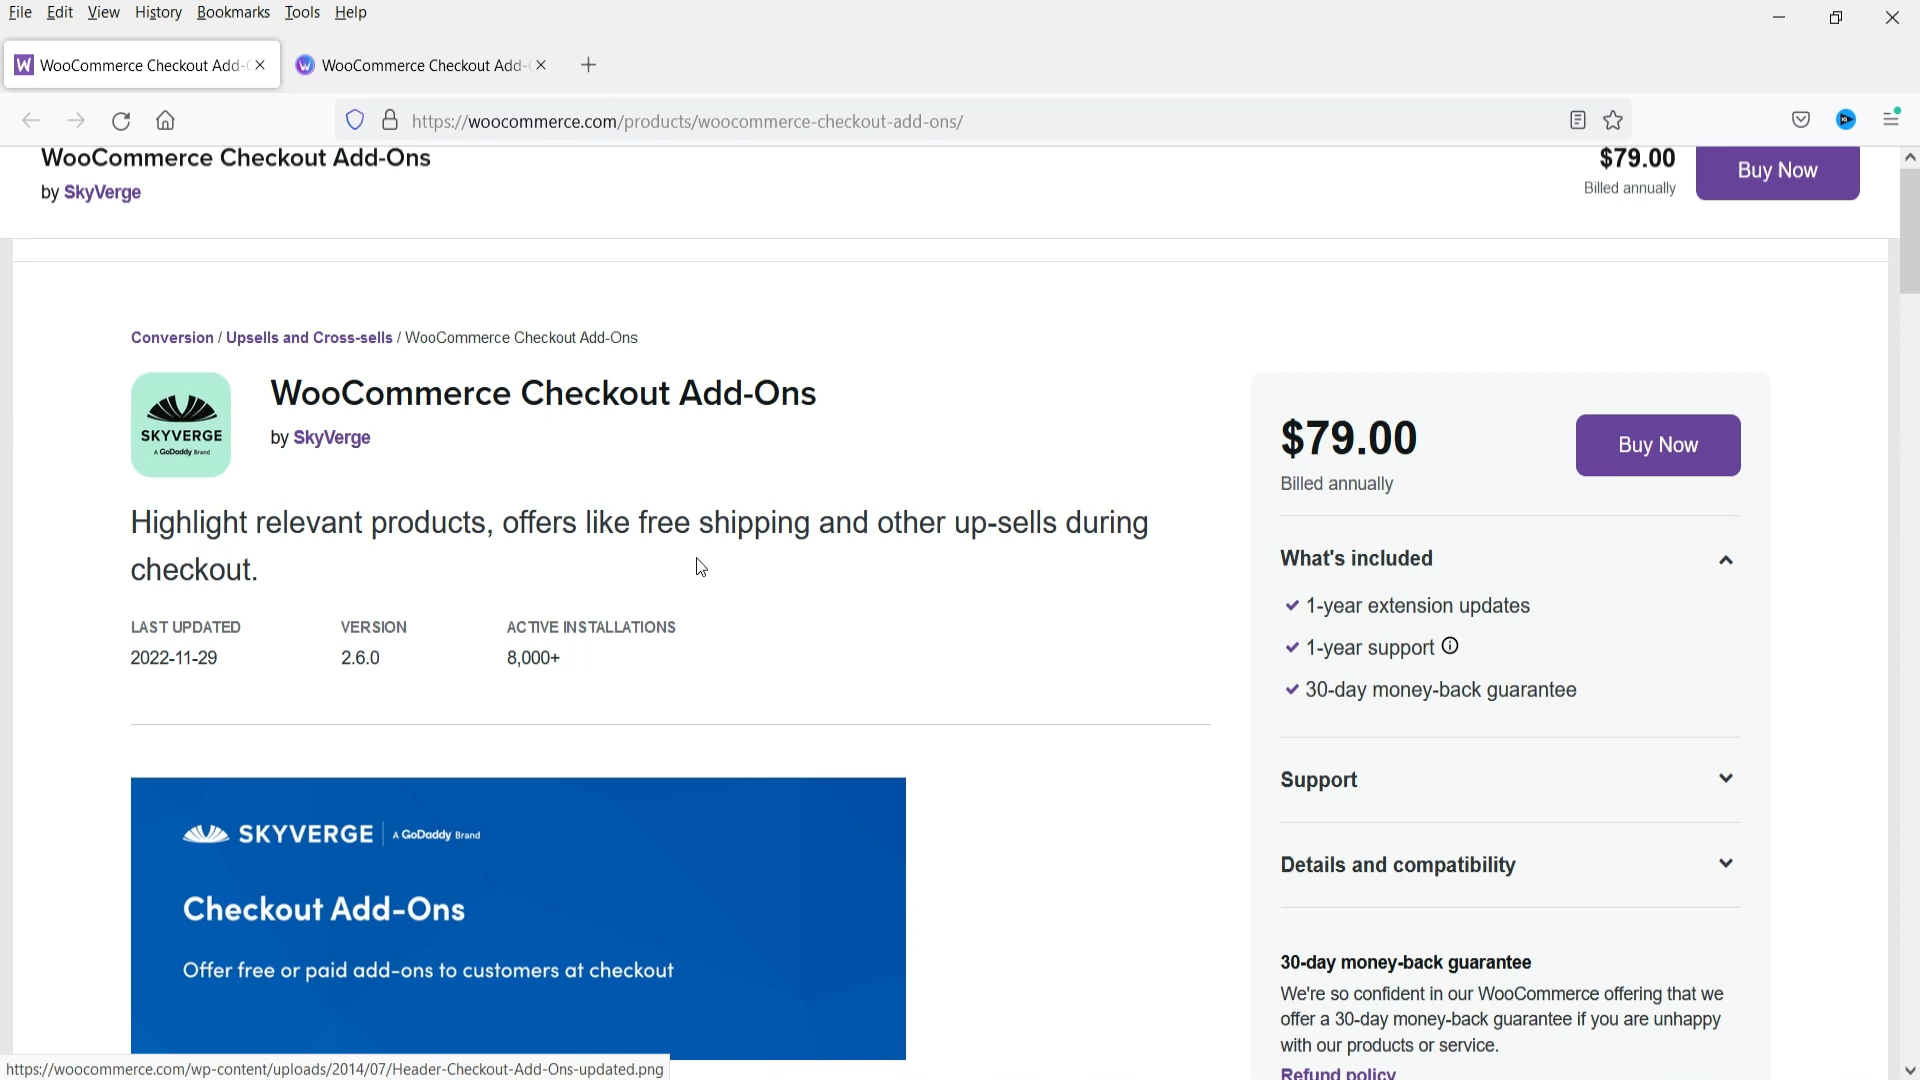 File Edit View History Bookmarks Tools Help
WooCommerce Checkout Add-
WooCommerce Checkout Add-
https://woocommerce.com/products/woocommerce-checkout-add-ons/
WooCommerce Checkout Add-Ons
by SkyVerge
$79.00
Billed annually
Buy Now
Conversion / Upsells and Cross-sells / WooCommerce Checkout Add-Ons
SKYVERGE
A GoDaddy Brand
WooCommerce Checkout Add-Ons
by SkyVerge
Highlight relevant products, offers like free shipping and other up-sells during
checkout.
LAST UPDATED
2022-11-29
VERSION
2.6.0
ACTIVE INSTALLATIONS
8,000+
SKYVERGE A GoDaddy Brand
Checkout Add-Ons
Offer free or paid add-ons to customers at checkout
$79.00
Billed annually
Buy Now
What's included
1-year extension updates
1-year support
30-day money-back guarantee
Support
Details and compatibility
30-day money-back guarantee
We're so confident in our WooCommerce offering that we
offer a 30-day money-back guarantee if you are unhappy
with our products or service.
Refund policy
https://woocommerce.com/wp-content/uploads/2014/07/Header-Checkout-Add-Ons-updated.png